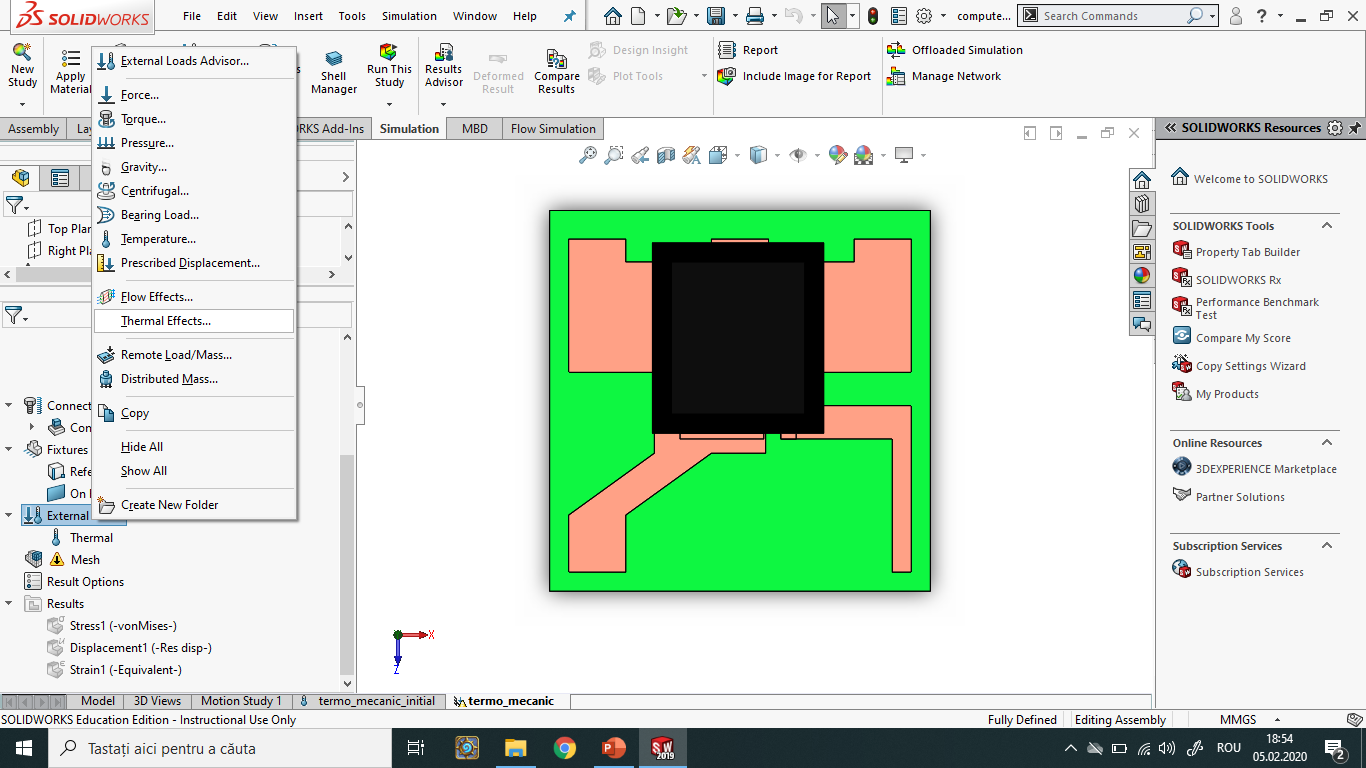 SOLIDWORKS
File Edit View Insert Tools Simulation Window Help
compute...
Search Commands
New Study
Apply Material
Shell Manager
Run This Study
Results Advisor
Deformed Result
Compare Results
Design Insight
Plot Tools
Report
Include Image for Report
Offloaded Simulation
Manage Network
Assembly
RKS Add-Ins
Simulation
MBD
Flow Simulation
External Loads Advisor...
Force...
Torque...
Pressure...
Gravity...
Centrifugal...
Bearing Load...
Temperature...
Prescribed Displacement...
Flow Effects...
Thermal Effects...
Remote Load/Mass...
Distributed Mass...
Copy
Hide All
Show All
Create New Folder
Top Plan
Right Pla
Connect
Con
Fixtures
Refe
On
External
Thermal
Mesh
Result Options
Results
Stress1 (-vonMises-)
Displacement1 (-Res disp-)
Strain1 (-Equivalent-)
X
Z
SOLIDWORKS Resources
Welcome to SOLIDWORKS
SOLIDWORKS Tools
Property Tab Builder
SOLIDWORKS Rx
Performance Benchmark
Test
Compare My Score
Copy Settings Wizard
My Products
Online Resources
3DEXPERIENCE Marketplace
Partner Solutions
Subscription Services
Subscription Services
Model
3D Views
Motion Study 1
termo_mecanic_initial
termo_mecanic
SOLIDWORKS Education Edition - Instructional Use Only
Fully Defined
Editing Assembly
MMGS
Tastați aici pentru a căuta
SW
2019
ROU
18:54
05.02.2020
2